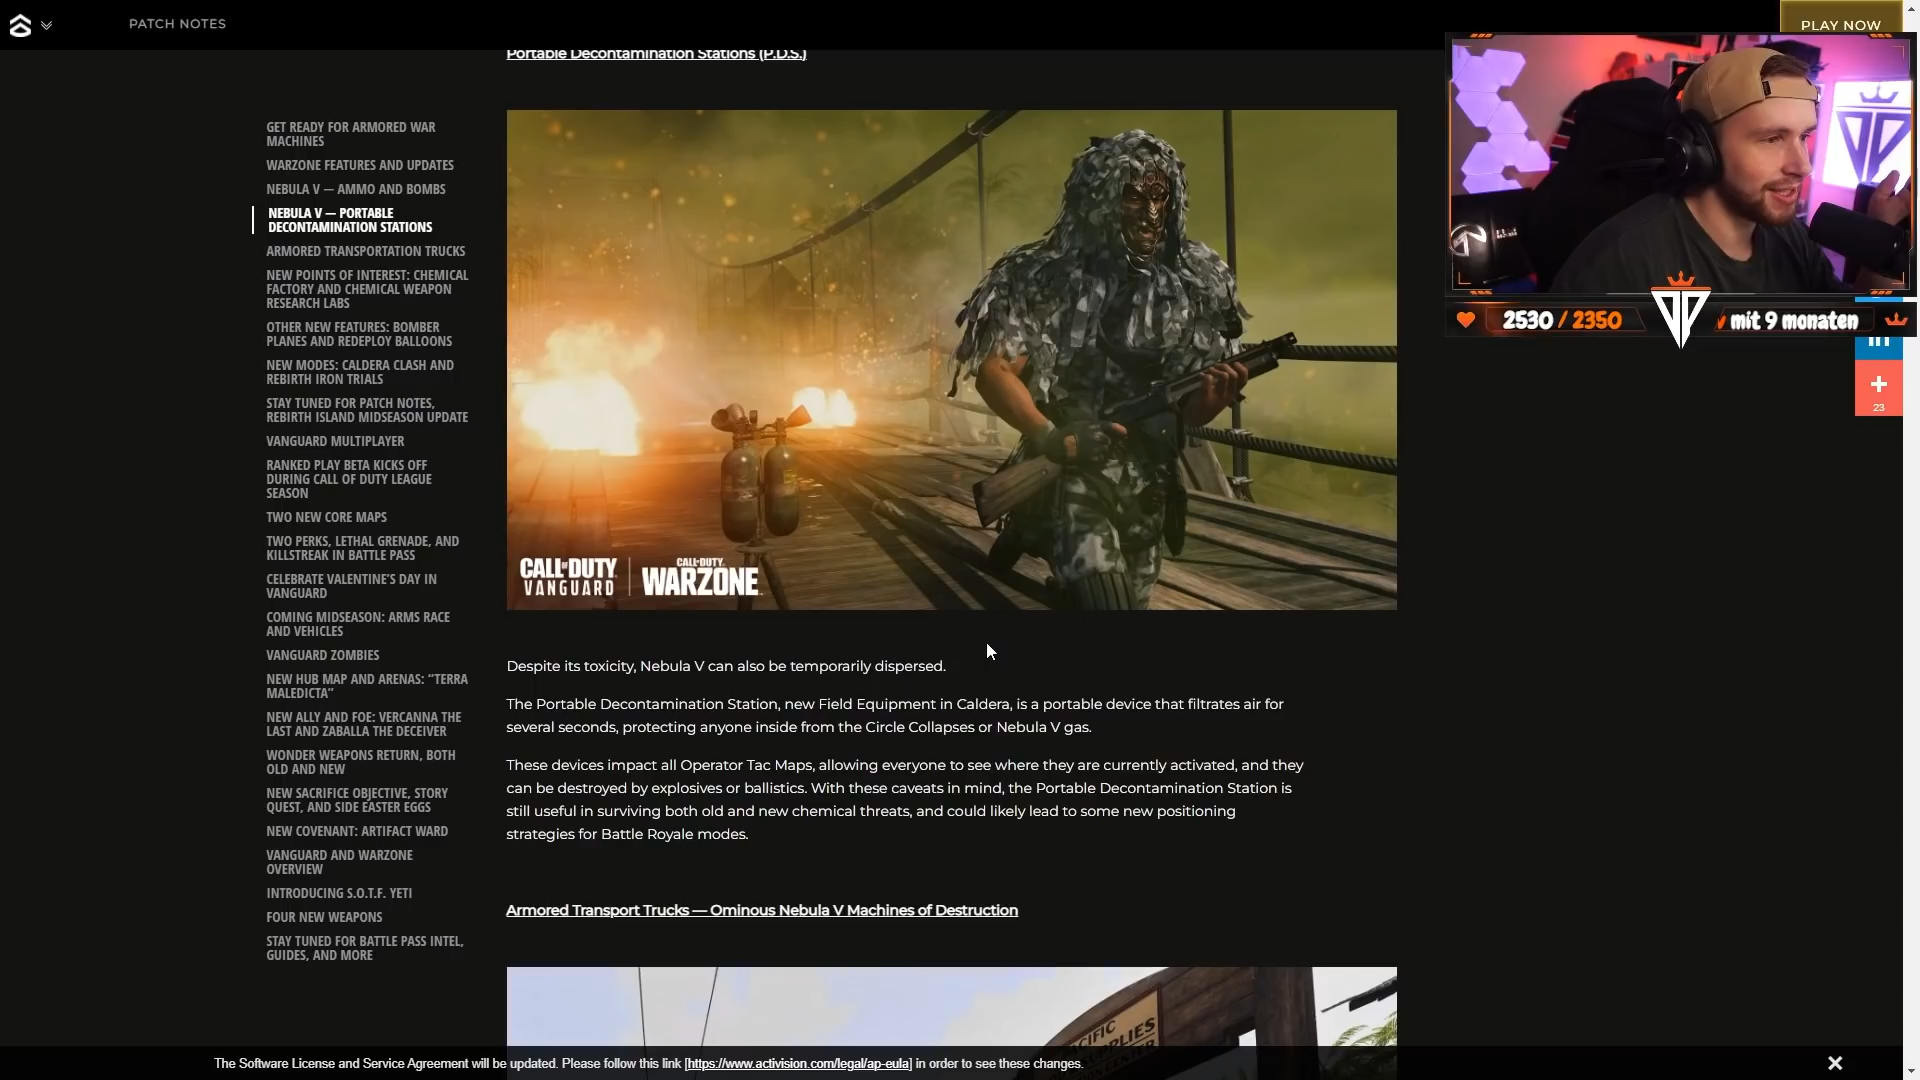 PATCH NOTES
PLAY NOW
Portable Decontamination Stations (P.D.S.)
GET READY FOR ARMORED WAR
MACHINES
WARZONE FEATURES AND UPDATES
NEBULA V — AMMO AND BOMBS
NEBULA V — PORTABLE
DECONTAMINATION STATIONS
ARMORED TRANSPORTATION TRUCKS
NEW POINTS OF INTEREST: CHEMICAL
FACTORY AND CHEMICAL WEAPON
RESEARCH LABS
OTHER NEW FEATURES: BOMBER
PLANES AND REDEPLOY BALLOONS
NEW MODES: CALDERA CLASH AND
REBIRTH IRON TRIALS
STAY TUNED FOR PATCH NOTES,
REBIRTH ISLAND MIDSEASON UPDATE
VANGUARD MULTIPLAYER
RANKED PLAY BETA KICKS OFF
DURING CALL OF DUTY LEAGUE
SEASON
TWO NEW CORE MAPS
TWO PERKS, LETHAL GRENADE, AND
KILLSTREAK IN BATTLE PASS
CELEBRATE VALENTINE'S DAY IN
VANGUARD
COMING MIDSEASON: ARMS RACE
AND VEHICLES
VANGUARD ZOMBIES
NEW HUB MAP AND ARENAS: “TERRA
MALEDICTA”
NEW ALLY AND FOE: VERCANNA THE
LAST AND ZABALLA THE DECEIVER
WONDER WEAPONS RETURN, BOTH
OLD AND NEW
NEW SACRIFICE OBJECTIVE, STORY
QUEST, AND SIDE EASTER EGGS
NEW COVENANT: ARTIFACT WARD
VANGUARD AND WARZONE
OVERVIEW
INTRODUCING S.O.T.F. YETI
FOUR NEW WEAPONS
STAY TUNED FOR BATTLE PASS INTEL,
GUIDES, AND MORE
CALL OF DUTY
VANGUARD
CALL OF DUTY
WARZONE
2530 / 2350
mit 9 monaten
in
+
23
Despite its toxicity, Nebula V can also be temporarily dispersed.
The Portable Decontamination Station, new Field Equipment in Caldera, is a portable device that filtrates air for
several seconds, protecting anyone inside from the Circle Collapses or Nebula V gas.
These devices impact all Operator Tac Maps, allowing everyone to see where they are currently activated, and they
can be destroyed by explosives or ballistics. With these caveats in mind, the Portable Decontamination Station is
still useful in surviving both old and new chemical threats, and could likely lead to some new positioning
strategies for Battle Royale modes.
Armored Transport Trucks — Ominous Nebula V Machines of Destruction
The Software License and Service Agreement will be updated. Please follow this link [https://www.activision.com/legal/ap-eula] in order to see these changes.